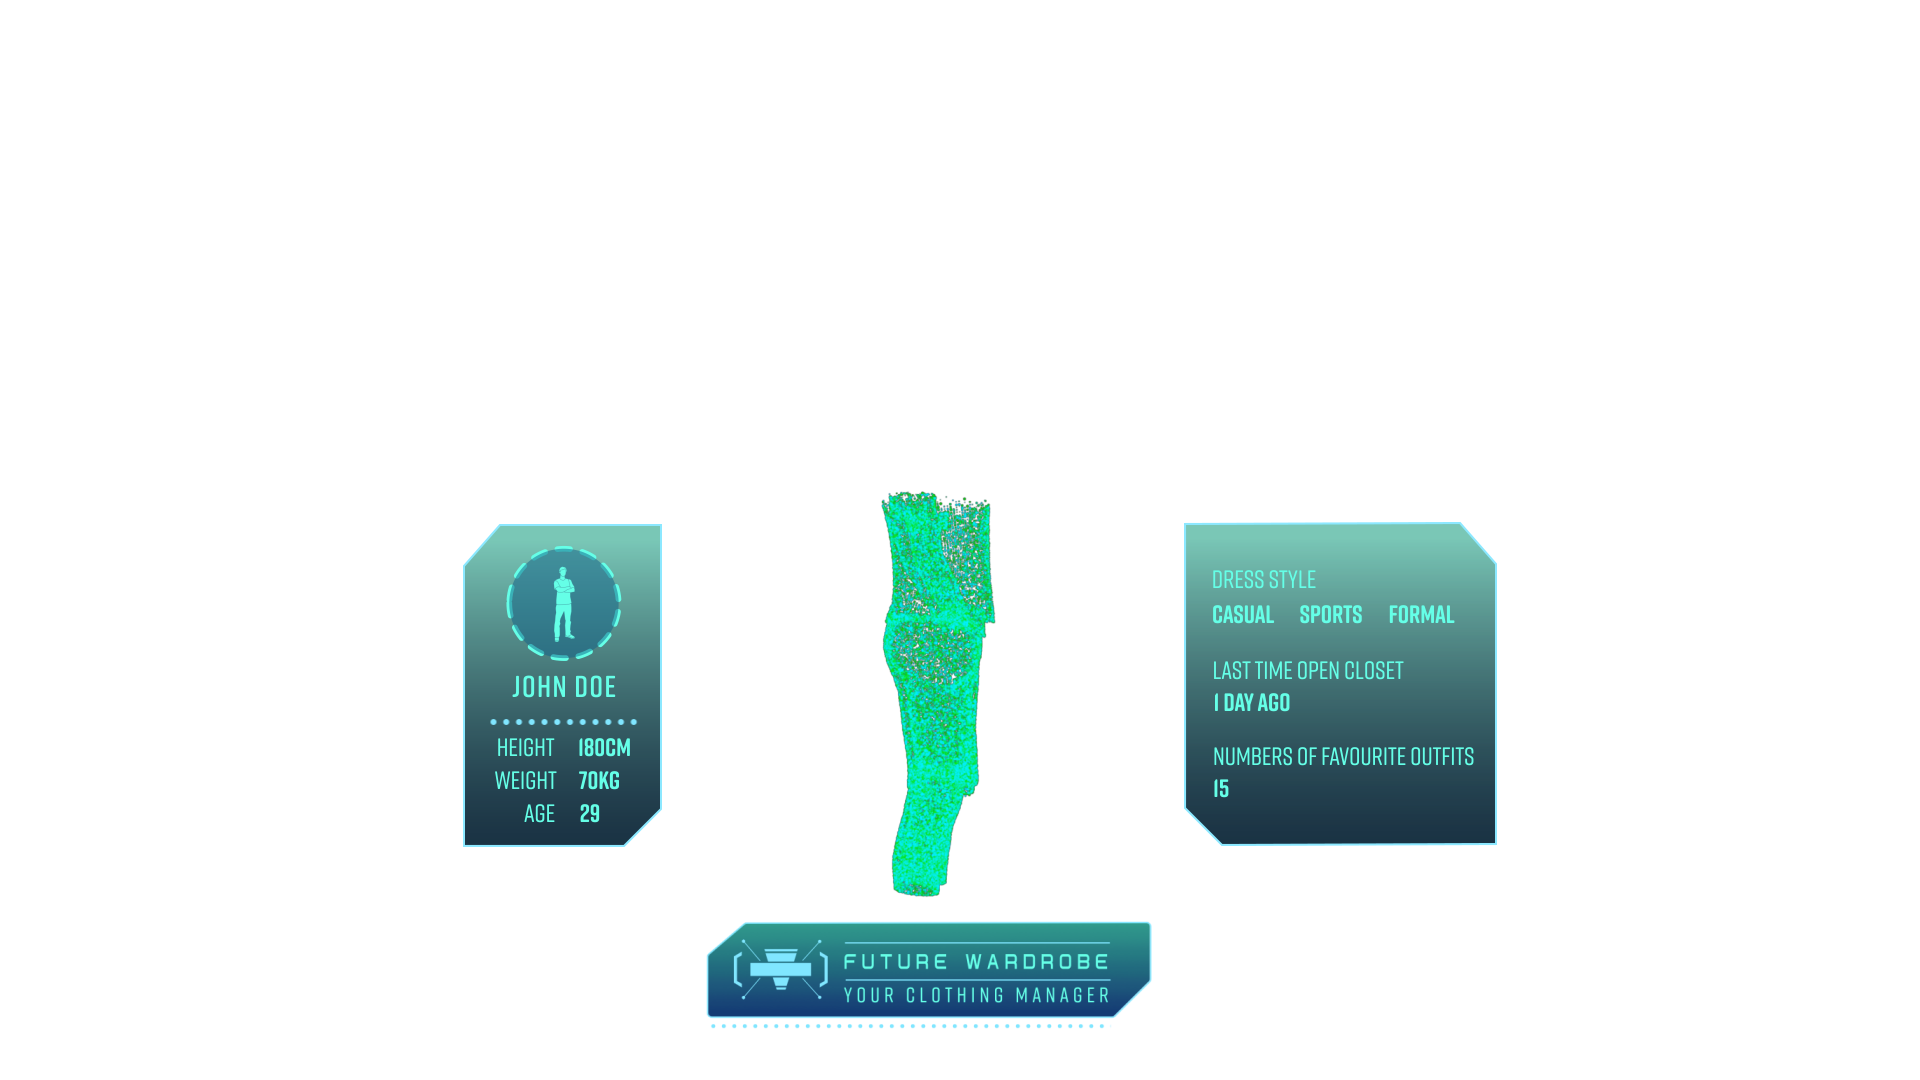 JOHN DOE
HEIGHT 180CM
WEIGHT 70KG
AGE 29
DRESS STYLE
CASUAL SPORTS FORMAL
LAST TIME OPEN CLOSET
1 DAY AGO
NUMBERS OF FAVOURITE OUTFITS
15
FUTURE WARDROBE
YOUR CLOTHING MANAGER